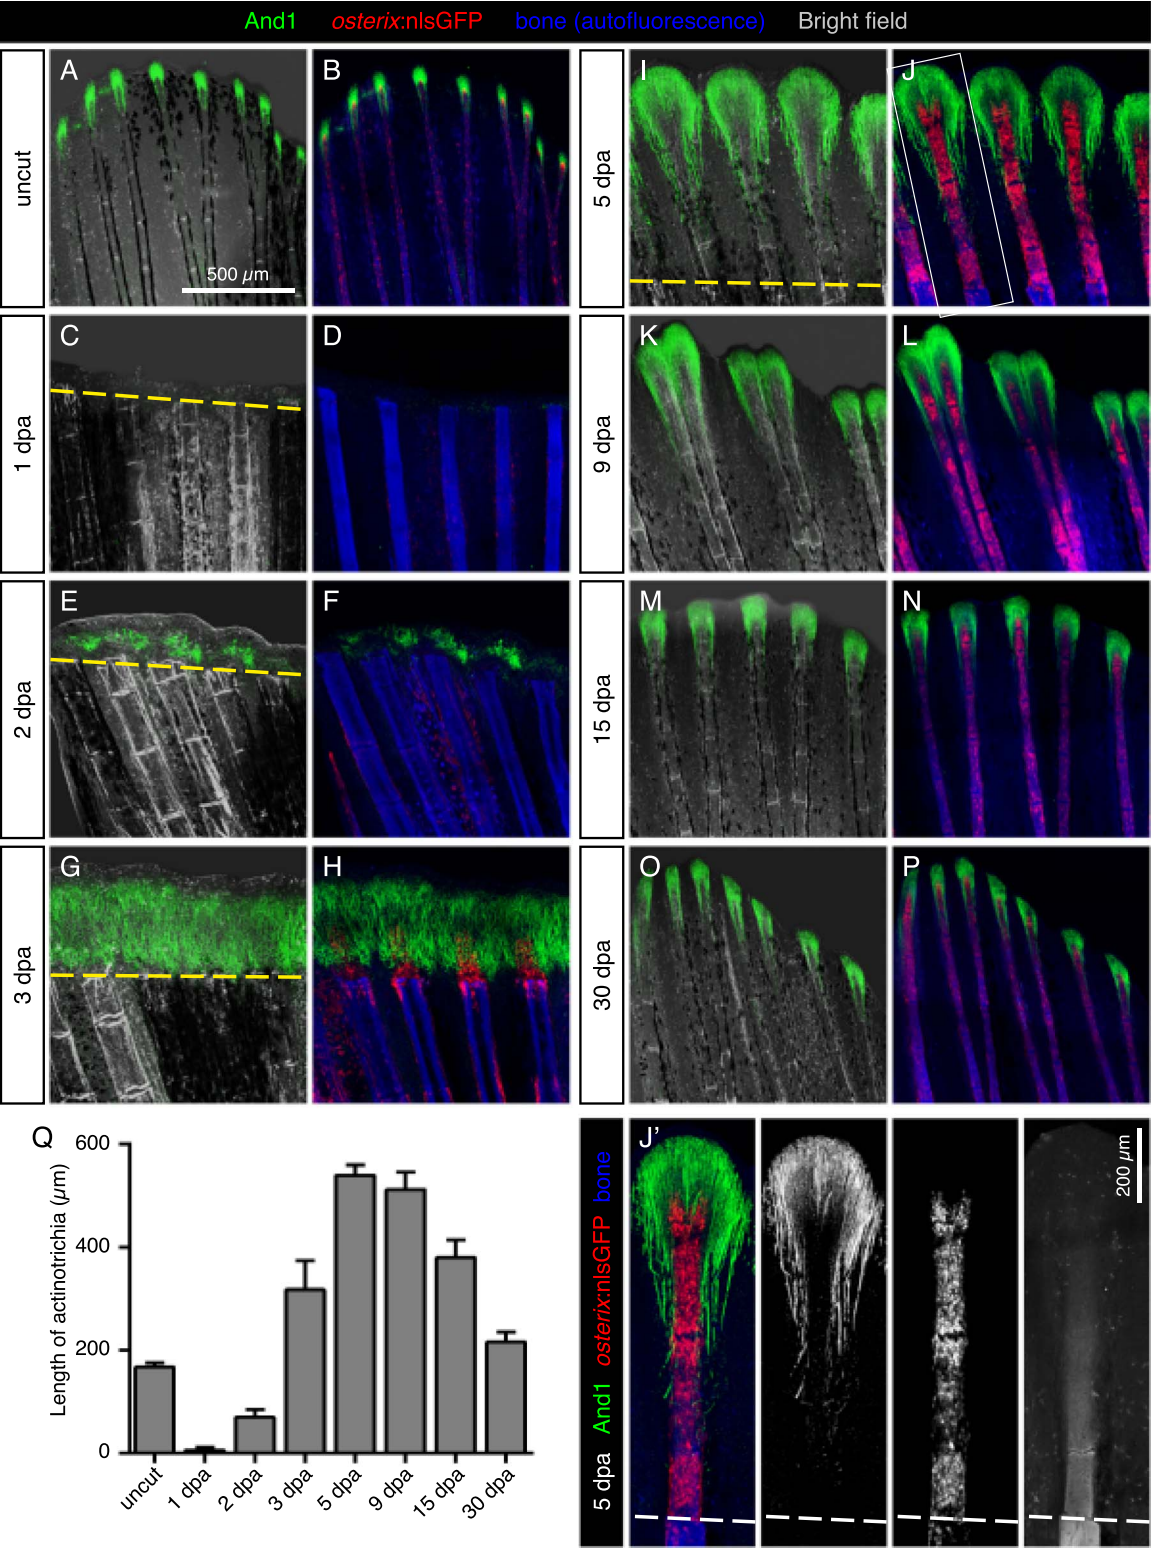 And1 osterix:nlsGFP bone (autofluorescence) Bright field
uncut
A
500 µm
B
1 dpa
C
D
2 dpa
E
F
3 dpa
G
H
5 dpa
I
J
9 dpa
K
L
15 dpa
M
N
30 dpa
O
P
Q
Length of actinotrichia (µm)
600
400
200
0
uncut
1 dpa
2 dpa
3 dpa
5 dpa
9 dpa
15 dpa
30 dpa
5 dpa And1 osterix:nlsGFP bone
J’
200 µm